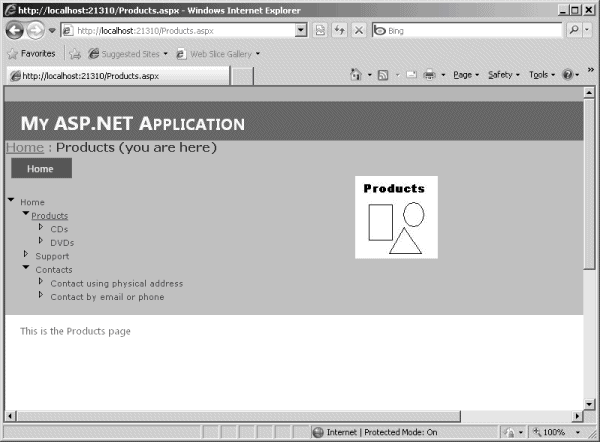 http://localhost:21310/Products.aspx - Windows Internet Explorer
http://localhost:21310/Products.aspx
Bing
Favorites
Suggested Sites
Web Slice Gallery
http://localhost:21310/Products.aspx
Page
Safety
Tools
MY ASP.NET APPLICATION
Home : Products (you are here)
Home
Products
Home
Products
CDs
DVDs
Support
Contacts
Contact using physical address
Contact by email or phone
This is the Products page
Internet | Protected Mode: On
100%